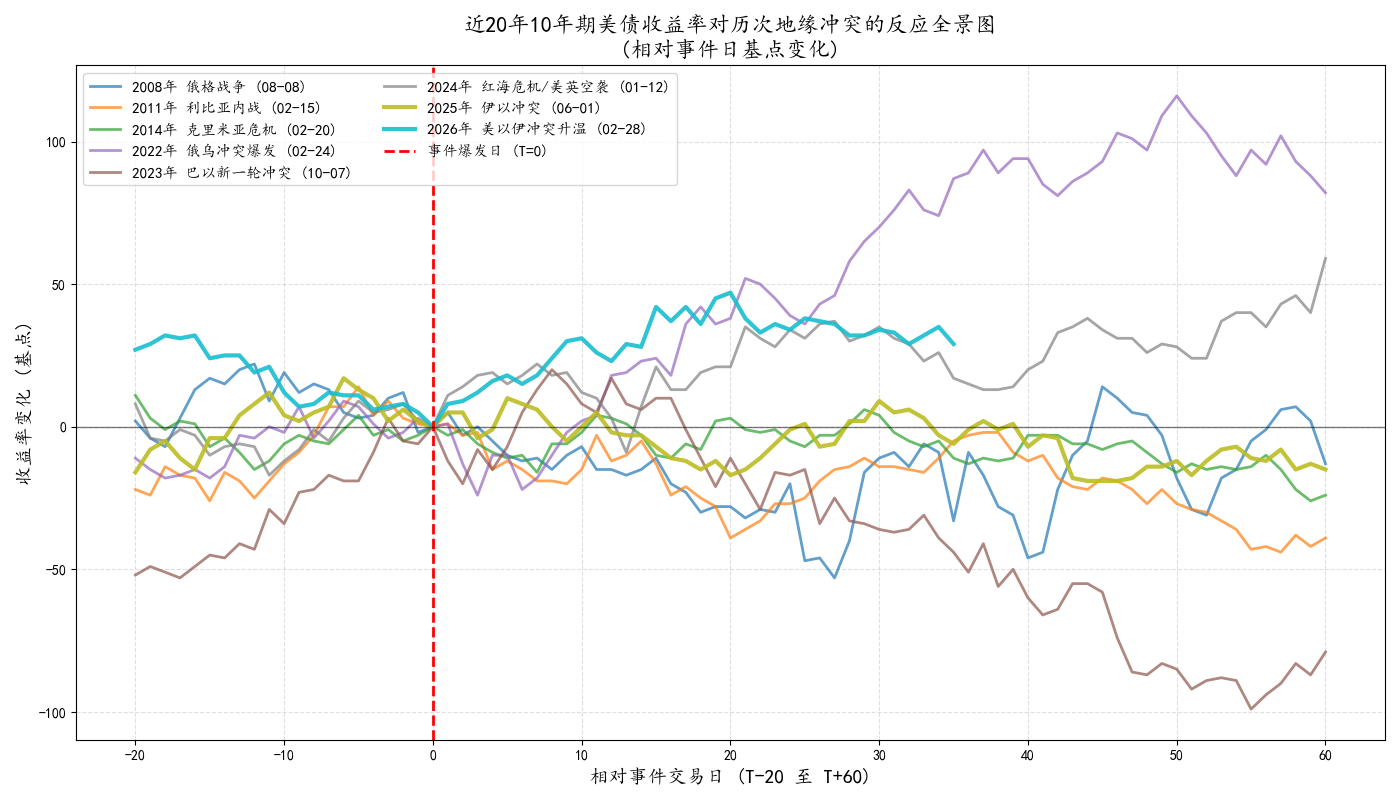 近20年10年期美债收益率对历次地缘冲突的反应全景图
(相对事件日基点变化)
2008年 俄格战争 (08-08)
2011年 利比亚内战 (02-15)
2014年 克里米亚危机 (02-20)
2022年 俄乌冲突爆发 (02-24)
2023年 巴以新一轮冲突 (10-07)
2024年 红海危机/美英空袭 (01-12)
2025年 伊以冲突 (06-01)
2026年 美以伊冲突升温 (02-28)
事件爆发日 (T=0)
收益率变化 (基点)
100
50
0
−50
−100
−20
−10
0
10
20
30
40
50
60
相对事件交易日 (T-20 至 T+60)